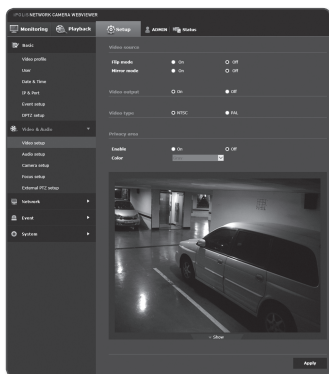 iPOLiS NETWORK CAMERA WEBVIEWER
Monitoring Playback Setup ADMIN Status
Basic
Video profile
User
Date & Time
IP & Port
Event setup
DPTZ setup
Video & Audio
Video setup
Audio setup
Camera setup
Focus setup
External PTZ setup
Network
Event
System
Video source
Flip mode On Off
Mirror mode On Off
Video output On Off
Video type NTSC PAL
Privacy area
Enable On Off
Color
Show
Apply